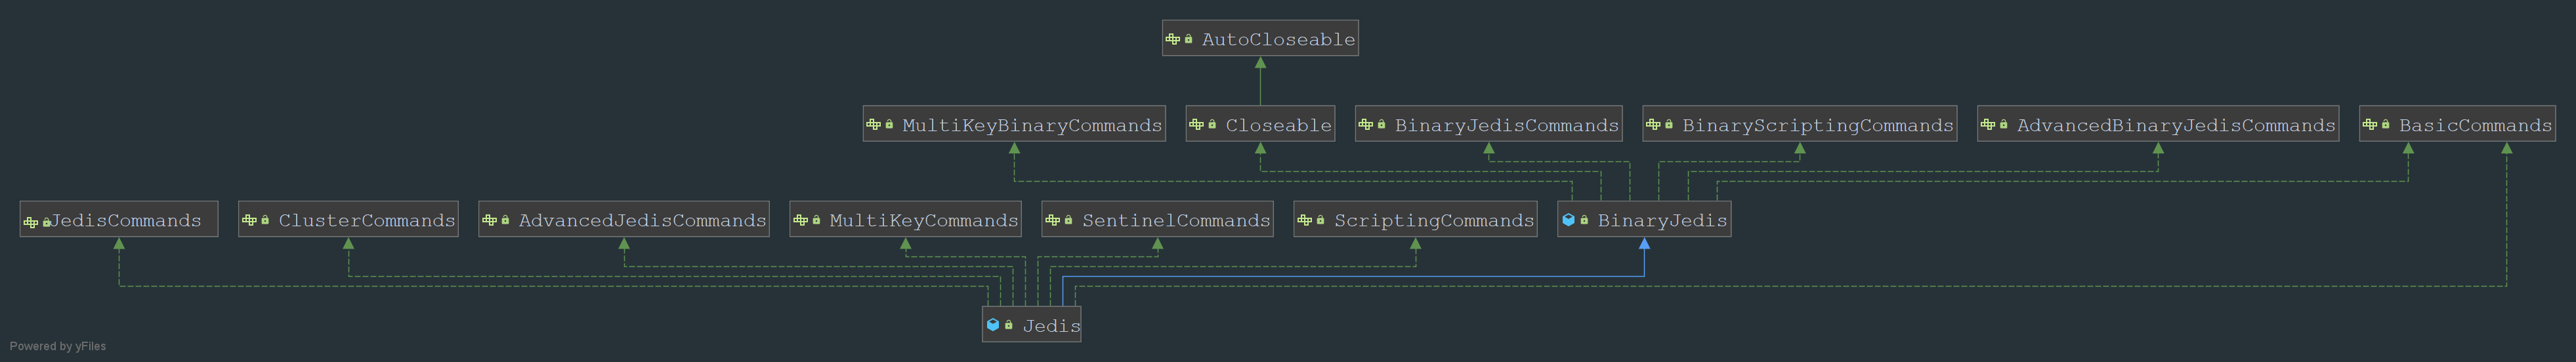 AutoCloseable
MultiKeyBinaryCommands
Closeable
BinaryJedisCommands
BinaryScriptingCommands
AdvancedBinaryJedisCommands
BasicCommands
JedisCommands
ClusterCommands
AdvancedJedisCommands
MultiKeyCommands
SentinelCommands
ScriptingCommands
BinaryJedis
Jedis
Powered by yFiles